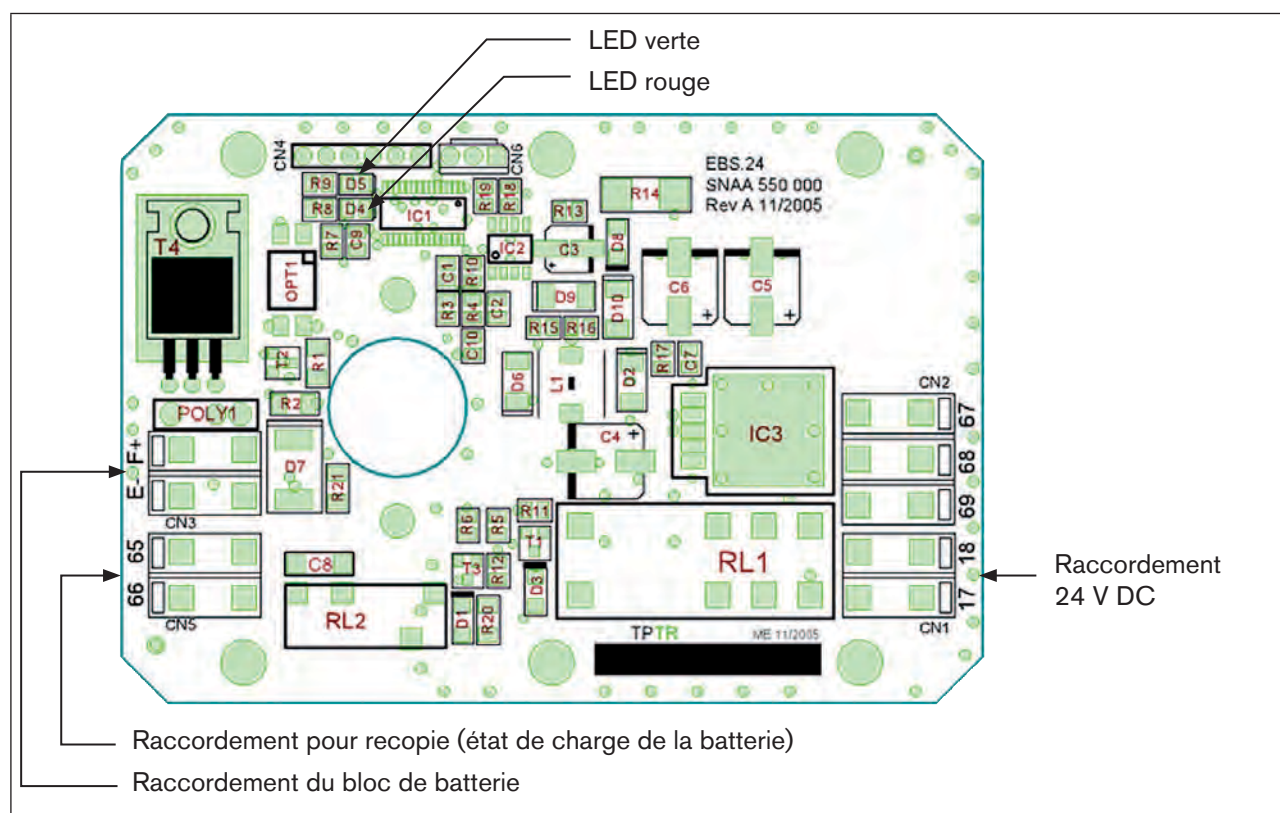 LED verte
LED rouge
CN4
CN6
EBS.24
SNAA 550 000
Rev A 11/2005
R9
D5
R8
D4
IC1
R19
R18
R13
R14
T4
R7
C9
IC2
C3
D8
OPT1
C1
R10
D9
D10
C6
C5
R3
R4
C2
R15
R16
C10
T2
R1
D6
L1
D2
R17
C7
R2
CN2
POLY1
67
F+
D7
C4
IC3
68
E-
R21
69
CN3
R6
R5
R11
65
T1
RL1
18
C8
T3
R12
D3
66
RL2
D1
R20
17
CN5
CN1
TPTR
ME 11/2005
Raccordement
24 V DC
Raccordement pour recopie (état de charge de la batterie)
Raccordement du bloc de batterie